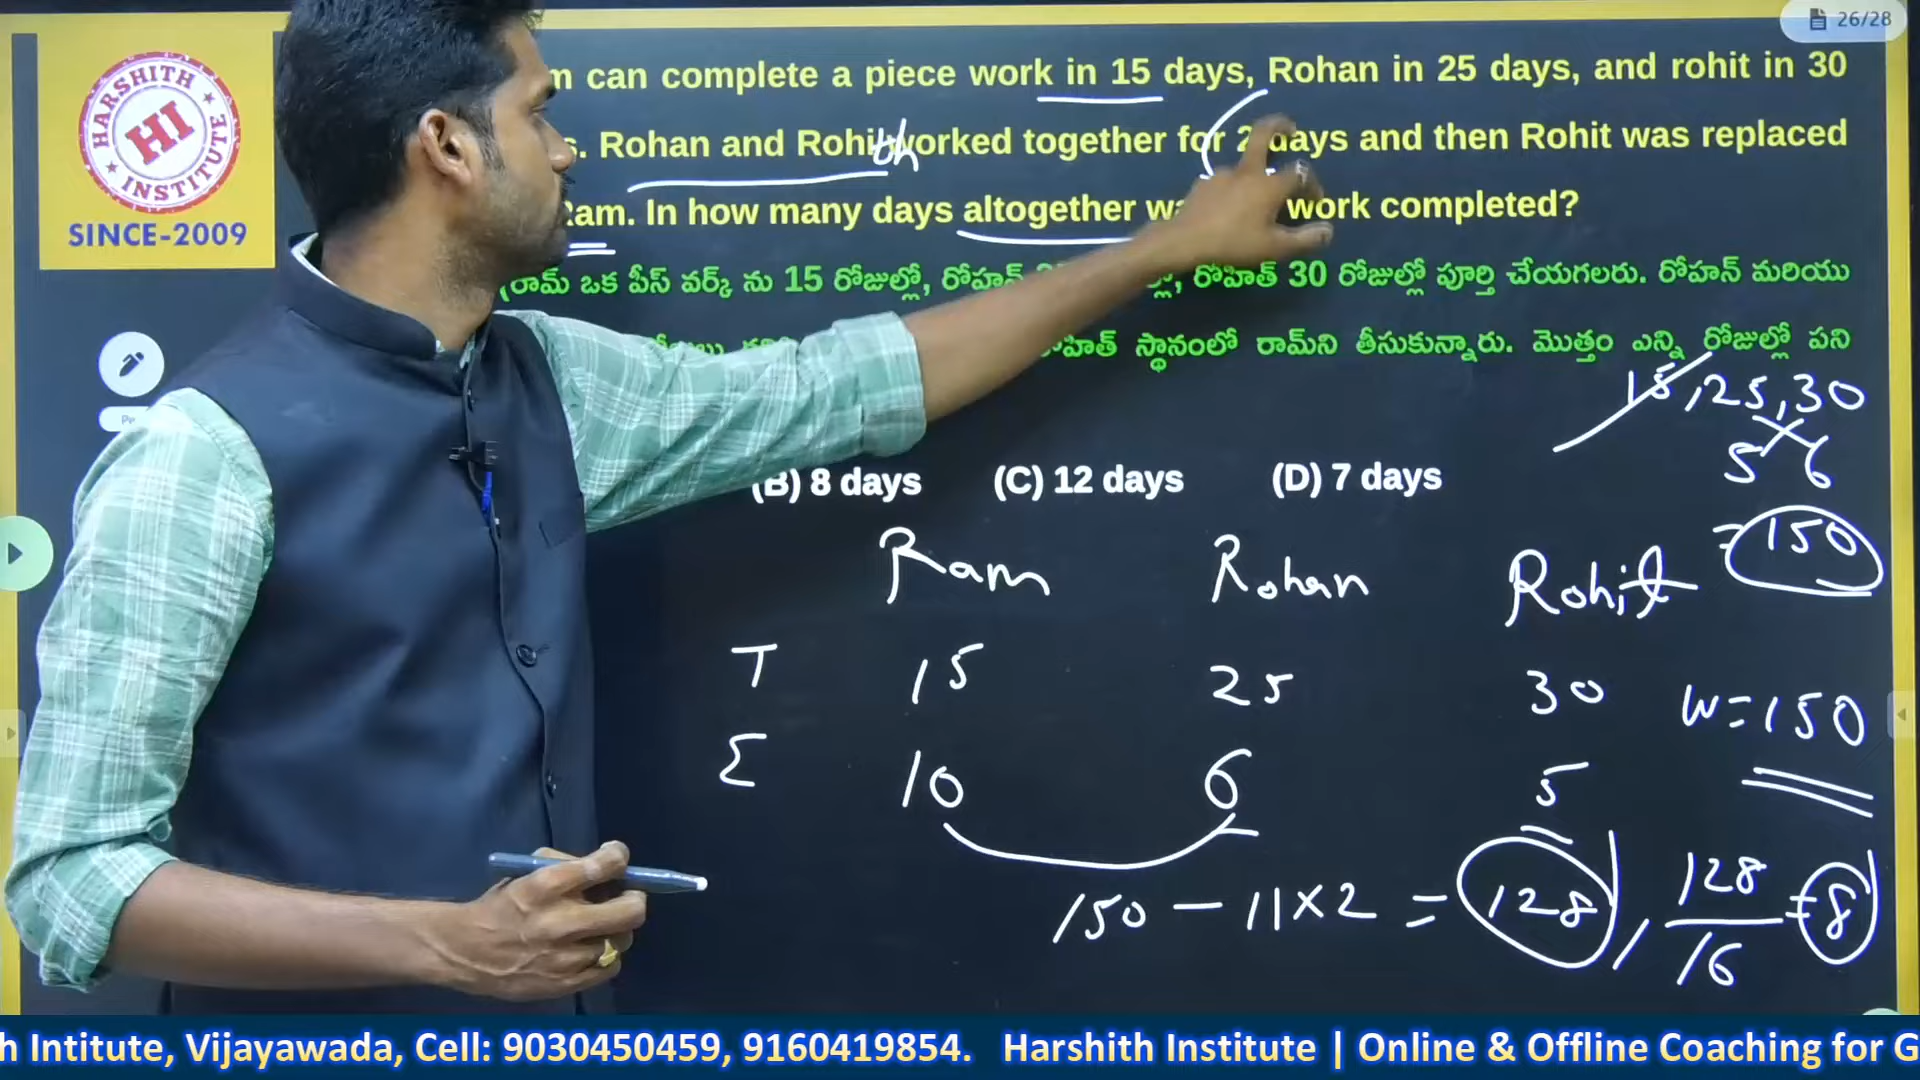 26/28
HARSHITH
HI
INSTITUTE
SINCE-2009
can complete a piece work in 15 days, Rohan in 25 days, and rohit in 30
Rohan and Rohit worked together for 2 days and then Rohit was replaced
th
Ram. In how many days altogether work completed?
(రామ్ ఒక పీస్ వర్క్ ను 15 రోజుల్లో, రోహన్ రోహిత్ 30 రోజుల్లో పూర్తి చేయగలరు. రోహన్ మరియు
స్థానంలో రామ్‌ని తీసుకున్నారు. మొత్తం ఎన్ని రోజుల్లో పని
15, 25, 30
5 6
= 150
(B) 8 days (C) 12 days (D) 7 days
Ram Rohan Rohit
T 15 25 30
W = 150
E 10 6 5
150 - 11 × 2 = 128, 128/16 = 8
h Intitute, Vijayawada, Cell: 9030450459, 9160419854. Harshith Institute | Online & Offline Coaching for G